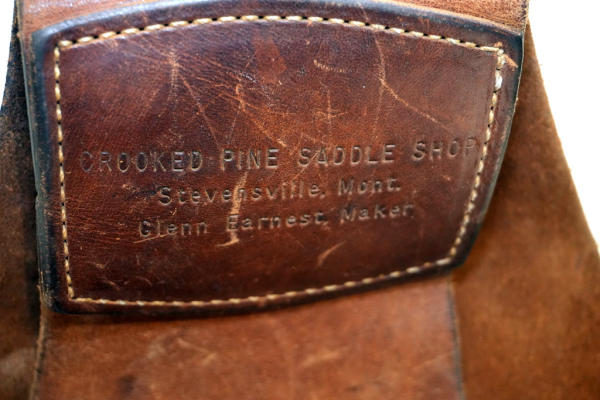 CROOKED PINE SADDLE SHOP
Stevensville, Mont.
Glenn Earnest, Maker